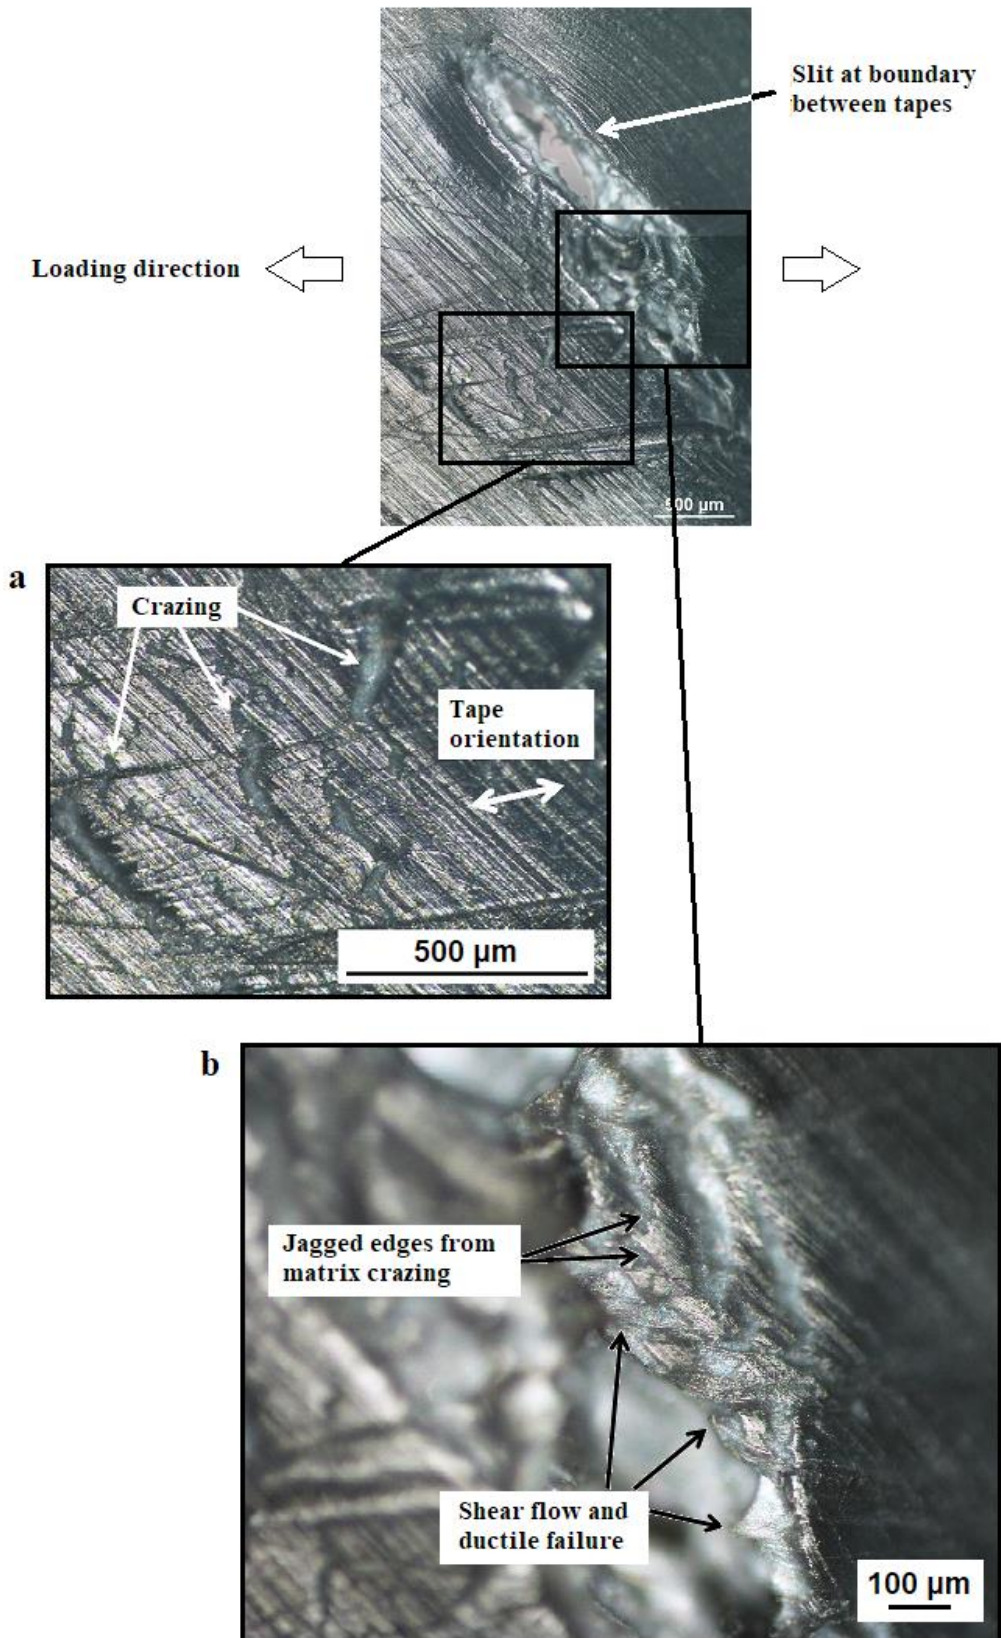 Slit at boundary
between tapes
Loading direction
500 µm
a
Crazing
Tape
orientation
500 µm
b
Jagged edges from
matrix crazing
Shear flow and
ductile failure
100 µm